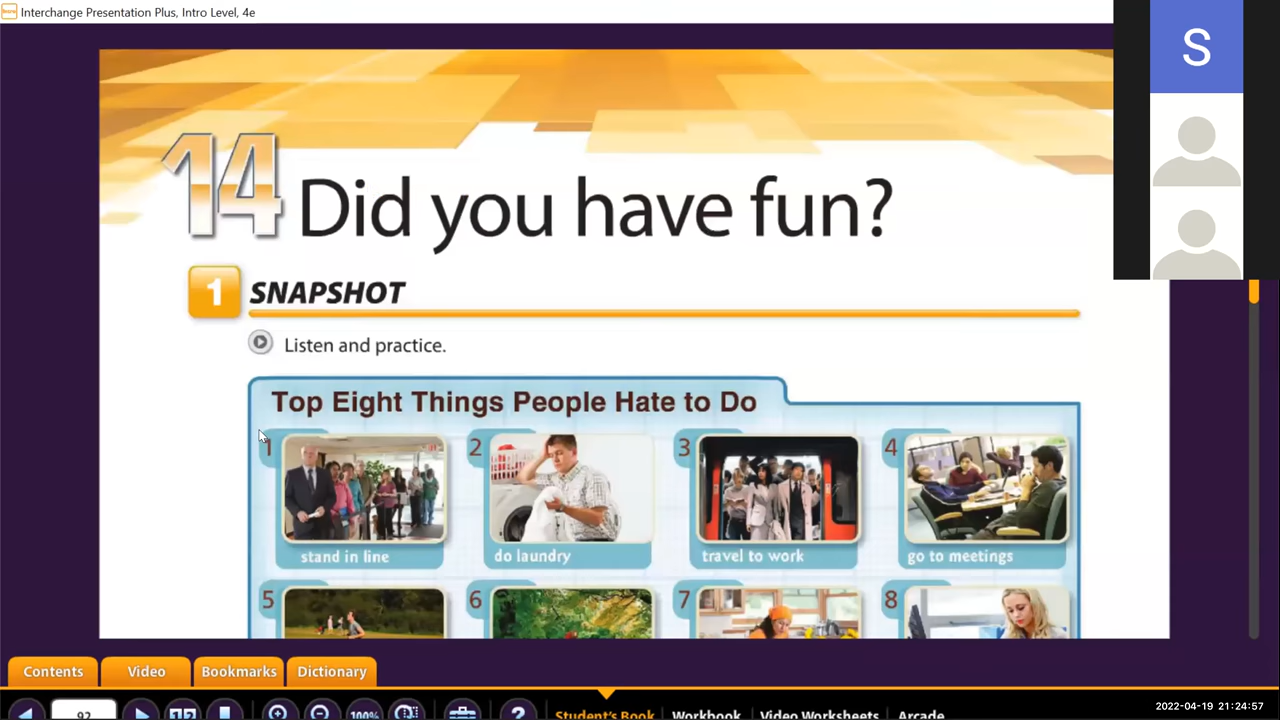 Interchange Presentation Plus, Intro Level, 4e
S
14 Did you have fun?
1 SNAPSHOT
Listen and practice.
Top Eight Things People Hate to Do
1 2 3 4
stand in line do laundry travel to work go to meetings
5 6 7 8
Contents Video Bookmarks Dictionary
92 100% ? Student's Book Workbook Video Worksheets Arcade
2022-04-19 21:24:57